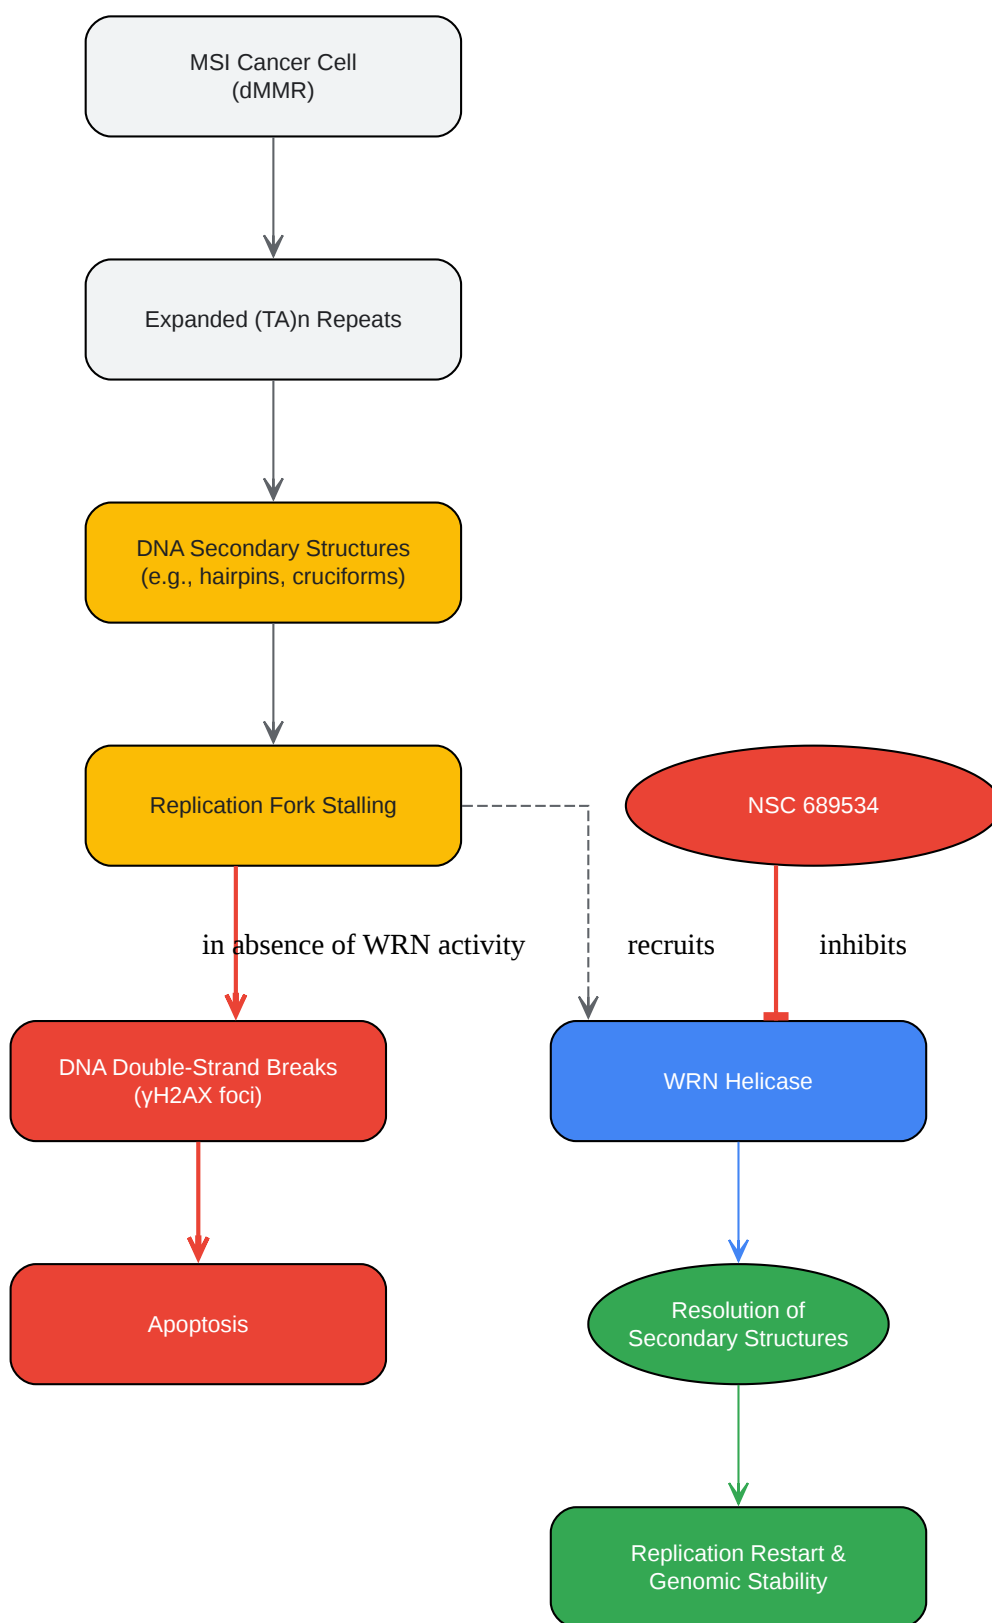 MSI Cancer Cell
(dMMR)
Expanded (TA)n Repeats
DNA Secondary Structures
(e.g., hairpins, cruciforms)
Replication Fork Stalling
NSC 689534
in absence of WRN activity
recruits
inhibits
DNA Double-Strand Breaks
(γH2AX foci)
WRN Helicase
Apoptosis
Resolution of
Secondary Structures
Replication Restart &
Genomic Stability